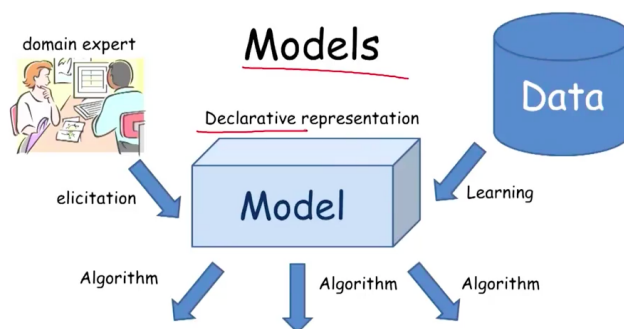 domain expert
Models
Data
Declarative representation
elicitation
Model
Learning
Algorithm
Algorithm
Algorithm